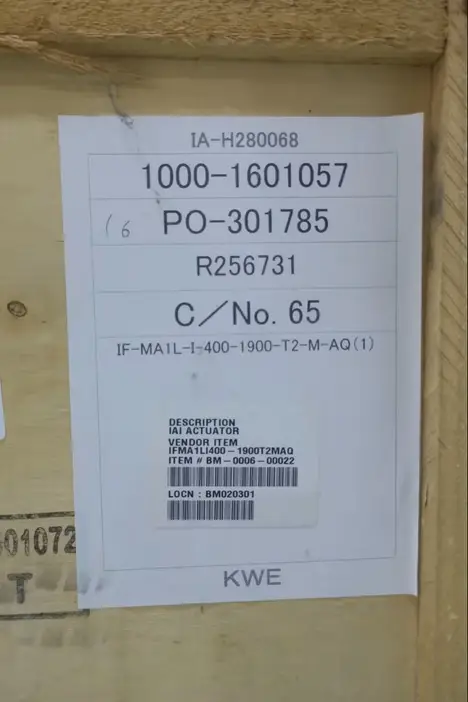 IA-H280068
1000-1601057
16 PO-301785
R256731
C／No. 65
IF-MA1L-I-400-1900-T2-M-AQ(1)
DESCRIPTION
IAI ACTUATOR
VENDOR ITEM
IFMA1LI400-1900T2MAQ
ITEM # BM-0006-00022
LOCN : BM020301
KWE
01072
T